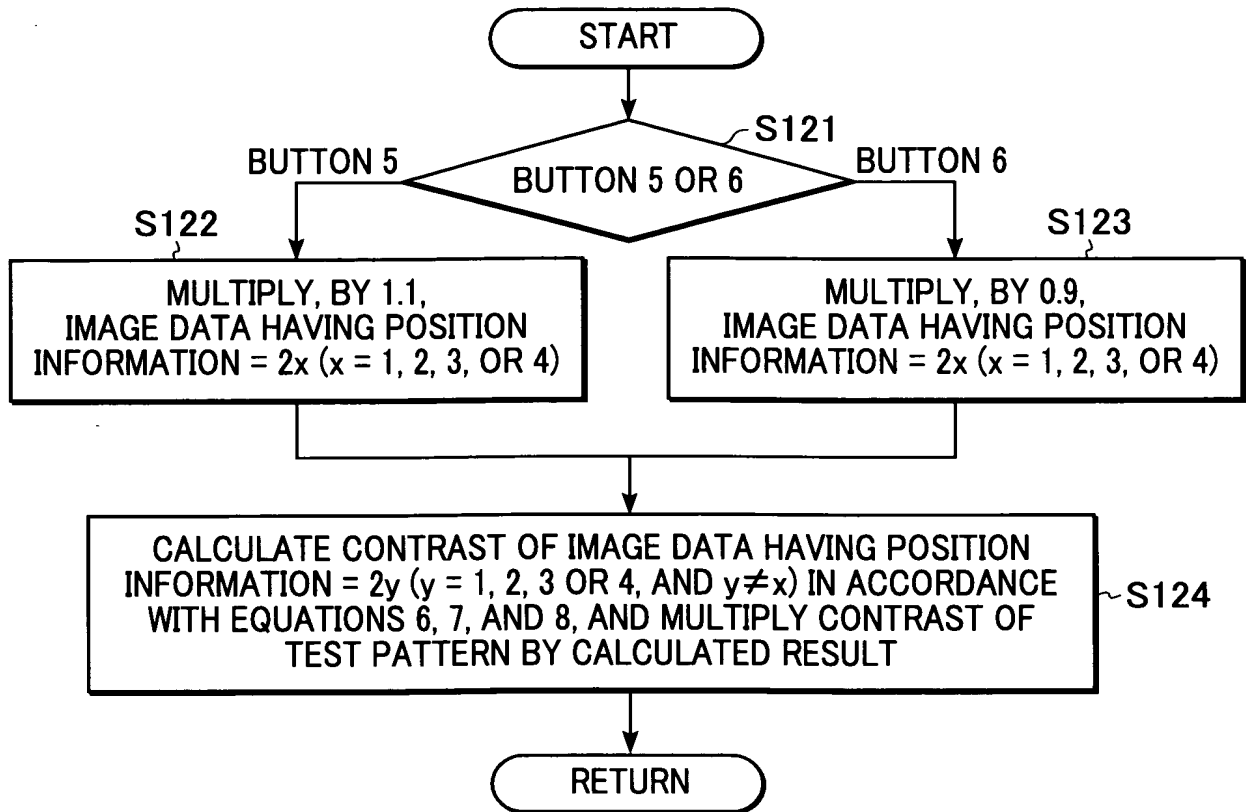 START
S121
BUTTON 5
BUTTON 5 OR 6
BUTTON 6
S122
MULTIPLY, BY 1.1,
IMAGE DATA HAVING POSITION
INFORMATION = 2x (x = 1, 2, 3, OR 4)
S123
MULTIPLY, BY 0.9,
IMAGE DATA HAVING POSITION
INFORMATION = 2x (x = 1, 2, 3, OR 4)
CALCULATE CONTRAST OF IMAGE DATA HAVING POSITION
INFORMATION = 2y (y = 1, 2, 3 OR 4, AND y≠x) IN ACCORDANCE
WITH EQUATIONS 6, 7, AND 8, AND MULTIPLY CONTRAST OF
TEST PATTERN BY CALCULATED RESULT
S124
RETURN